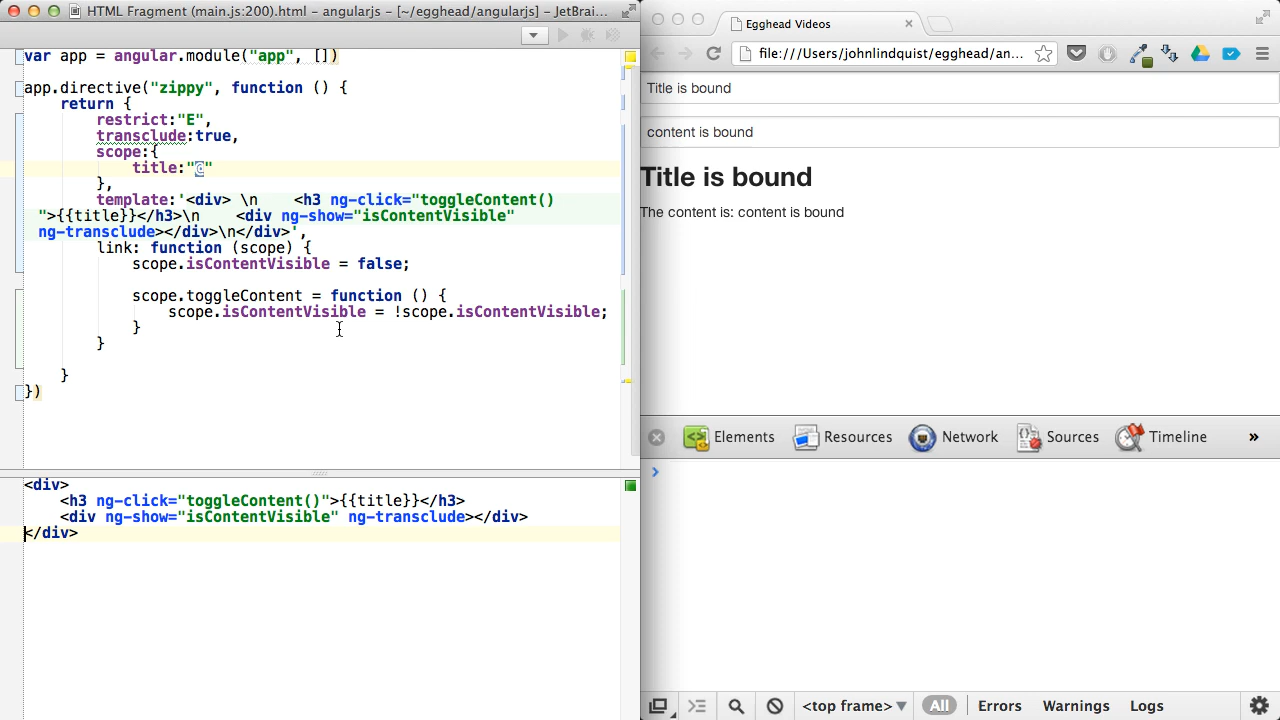 HTML Fragment (main.js:200).html – angularjs – [~/egghead/angularjs] – JetBrai...
var app = angular.module("app", [])
app.directive("zippy", function () {
return {
restrict:"E",
transclude:true,
scope:{
title:"@"
},
template:'<div> \n    <h3 ng-click="toggleContent()
">{{title}}</h3>\n    <div ng-show="isContentVisible"
ng-transclude></div>\n</div>',
link: function (scope) {
scope.isContentVisible = false;
scope.toggleContent = function () {
scope.isContentVisible = !scope.isContentVisible;
}
}
}
})
<div>
<h3 ng-click="toggleContent()">{{title}}</h3>
<div ng-show="isContentVisible" ng-transclude></div>
</div>
Egghead Videos
file:///Users/johnlindquist/egghead/an...
Title is bound
content is bound
Title is bound
The content is: content is bound
Elements Resources Network Sources Timeline »
<top frame> All Errors Warnings Logs